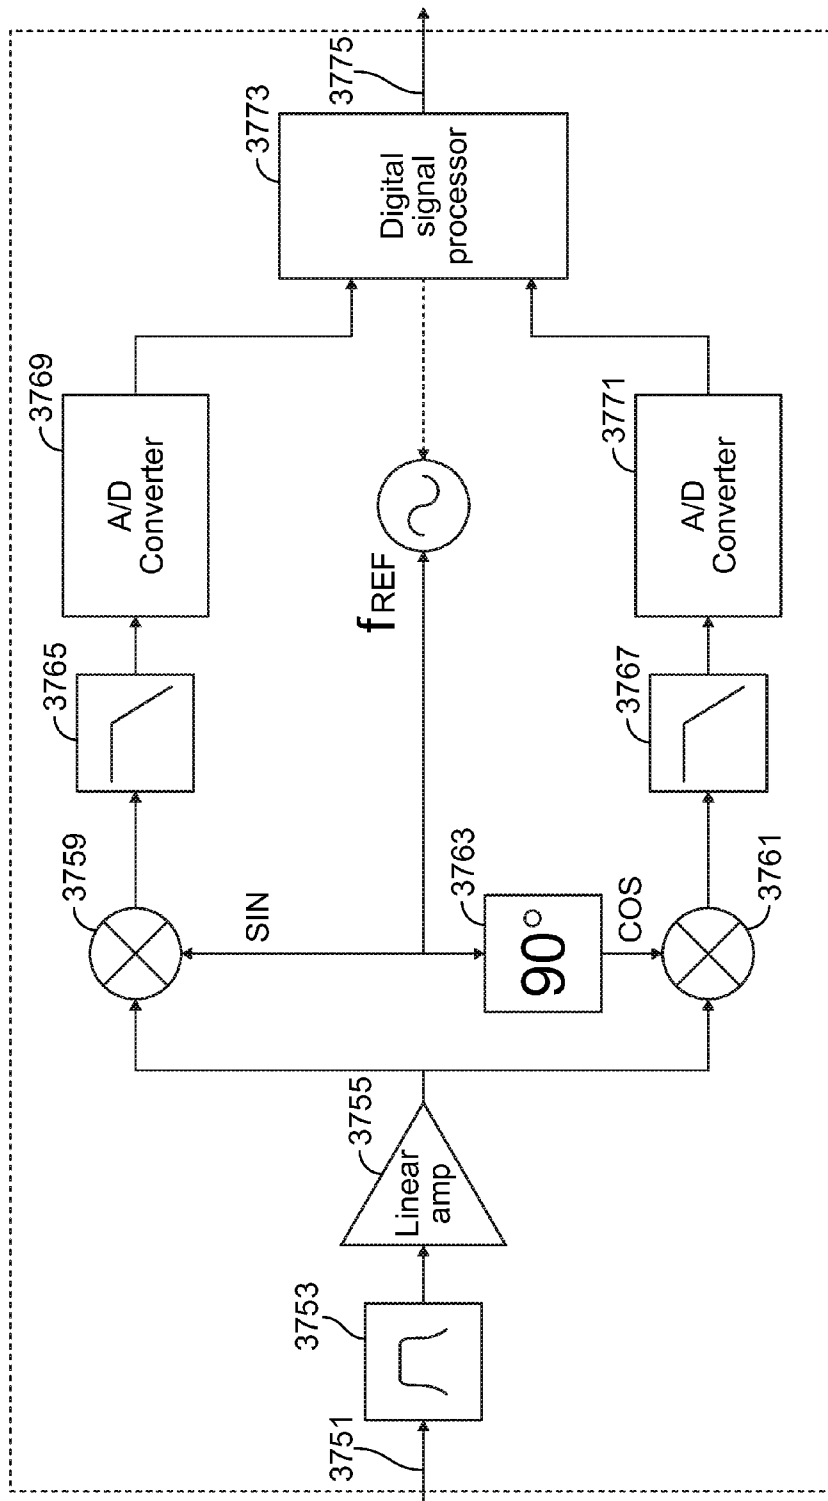 3751
3753
3755
Linear
amp
3759
SIN
3763
90°
COS
3761
3765
3767
fREF
3769
A/D
Converter
3771
A/D
Converter
3773
Digital
signal
processor
3775